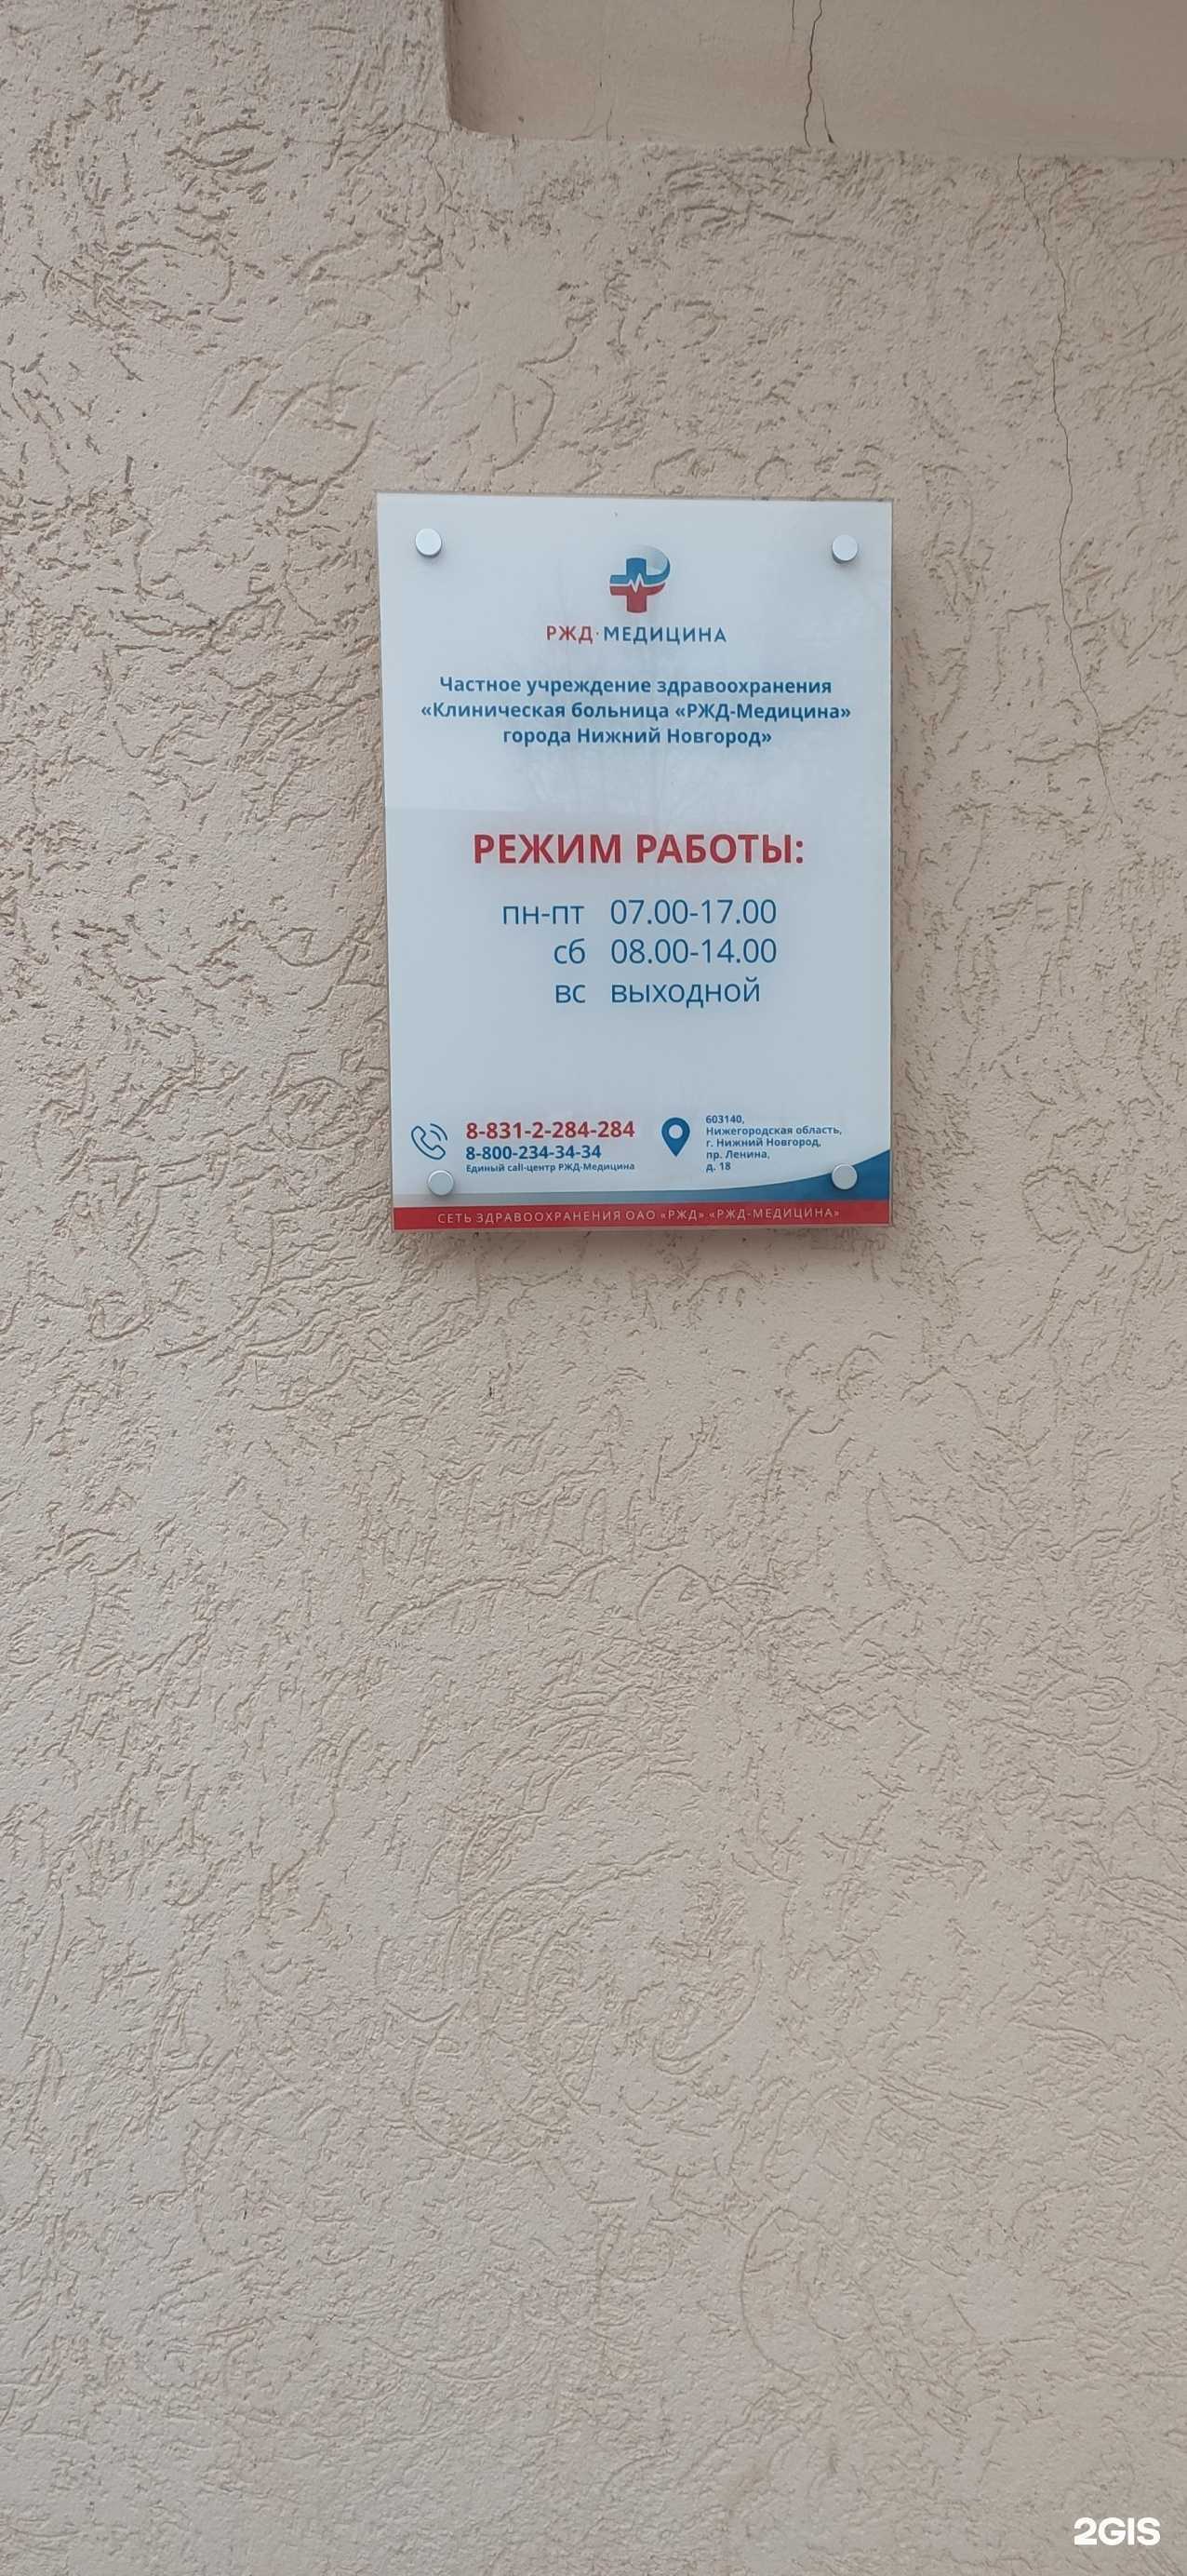 РЖД·МЕДИЦИНА
Частное учреждение здравоохранения
«Клиническая больница «РЖД-Медицина»
города Нижний Новгород»
РЕЖИМ РАБОТЫ:
пн-пт 07.00-17.00
сб 08.00-14.00
вс выходной
8-831-2-284-284
8-800-234-34-34
Единый call-центр РЖД-Медицина
603140,
Нижегородская область,
г. Нижний Новгород,
пр. Ленина,
д. 18
СЕТЬ ЗДРАВООХРАНЕНИЯ ОАО «РЖД» «РЖД-МЕДИЦИНА»
2GIS